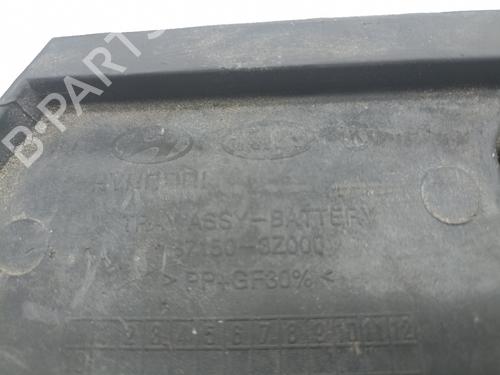 B-PARTS
HYUNDAI
TRAY ASSY-BATTERY
37150-3Z000
>PP+GF30%<
2 3 4 5 6 7 8 9 10 11 12